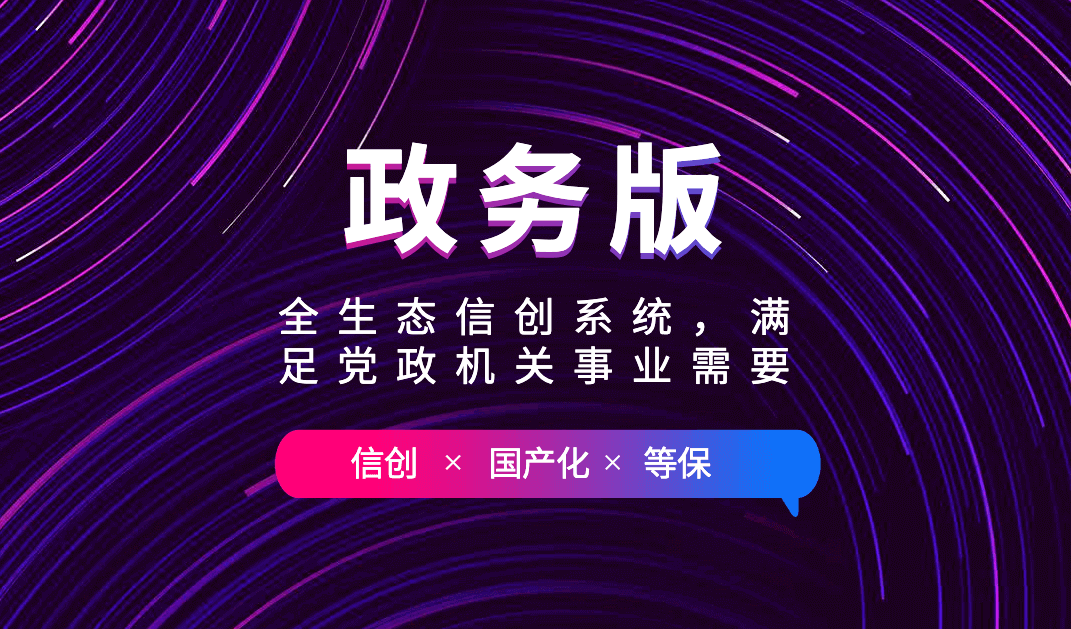 政务版
全生态信创系统，满
足党政机关事业需要
信创 × 国产化 × 等保